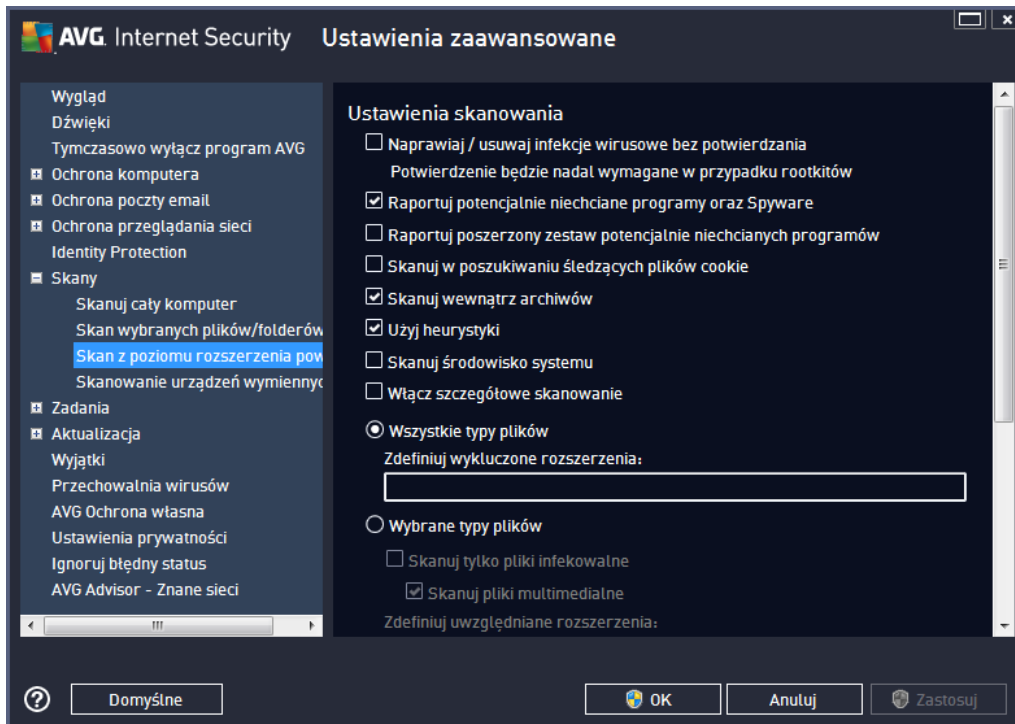 AVG. Internet Security Ustawienia zaawansowane
Wygląd
Dźwięki
Tymczasowo wyłącz program AVG
Ochrona komputera
Ochrona poczty email
Ochrona przeglądania sieci
Identity Protection
Skany
Skanuj cały komputer
Skan wybranych plików/folderów
Skan z poziomu rozszerzenia pow
Skanowanie urządzeń wymiennyc
Zadania
Aktualizacja
Wyjątki
Przechowalnia wirusów
AVG Ochrona własna
Ustawienia prywatności
Ignoruj błędny status
AVG Advisor - Znane sieci
Ustawienia skanowania
Naprawiaj / usuwaj infekcje wirusowe bez potwierdzania
Potwierdzenie będzie nadal wymagane w przypadku rootkitów
Raportuj potencjalnie niechciane programy oraz Spyware
Raportuj poszerzony zestaw potencjalnie niechcianych programów
Skanuj w poszukiwaniu śledzących plików cookie
Skanuj wewnątrz archiwów
Użyj heurystyki
Skanuj środowisko systemu
Włącz szczegółowe skanowanie
Wszystkie typy plików
Zdefiniuj wykluczone rozszerzenia:
Wybrane typy plików
Skanuj tylko pliki infekowalne
Skanuj pliki multimedialne
Zdefiniuj uwzględniane rozszerzenia:
Domyślne OK Anuluj Zastosuj